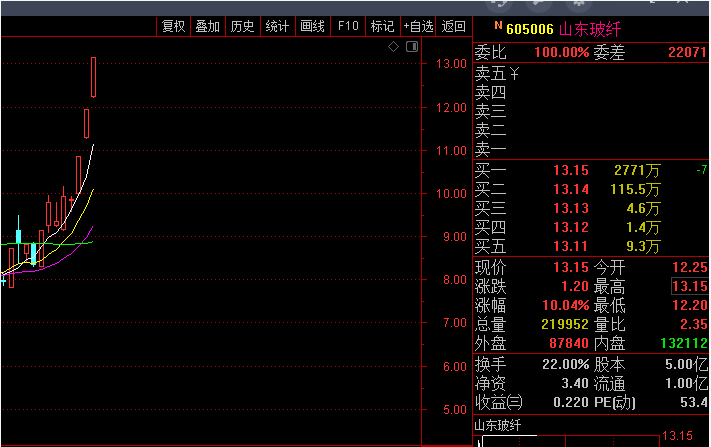 复权 叠加 历史 统计 画线 F10 标记 +自选 返回
N 605006 山东玻纤
委比 100.00% 委差 22071
卖五 ¥
卖四
卖三
卖二
卖一
买一 13.15 2771万 -7
买二 13.14 115.5万
买三 13.13 4.6万
买四 13.12 1.4万
买五 13.11 9.3万
现价 13.15 今开 12.25
涨跌 1.20 最高 13.15
涨幅 10.04% 最低 12.20
总量 219952 量比 2.35
外盘 87840 内盘 132112
换手 22.00% 股本 5.00亿
净资 3.40 流通 1.00亿
收益㈢ 0.220 PE(动) 53.4
山东玻纤
13.15
13.00
12.00
11.00
10.00
9.00
8.00
7.00
6.00
5.00